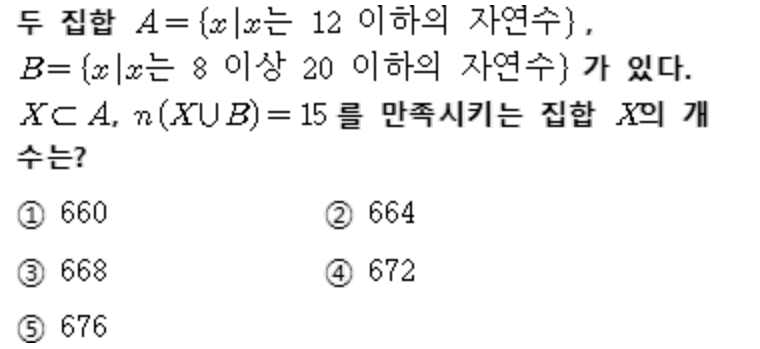 두 집합 A={x|x는 12 이하의 자연수},
B={x|x는 8 이상 20 이하의 자연수}가 있다.
X⊂A, n(X∪B)=15를 만족시키는 집합 X의 개
수는?
① 660 ② 664
③ 668 ④ 672
⑤ 676